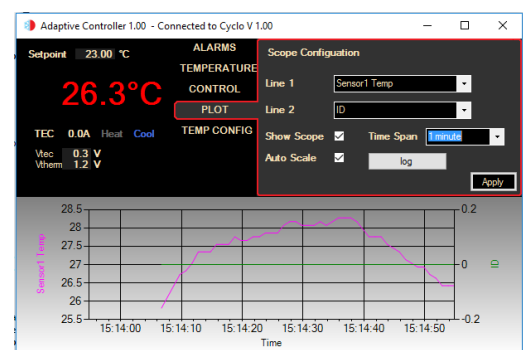 Adaptive Controller 1.00 - Connected to Cyclo V 1.00
Setpoint 23.00 °C
26.3°C
TEC 0.0A Heat Cool
Vtec 0.3 V
Vtherm 1.2 V
ALARMS
TEMPERATURE
CONTROL
PLOT
TEMP CONFIG
Scope Configuation
Line 1 Sensor1 Temp
Line 2 ID
Show Scope Time Span 1 minute
Auto Scale log
Apply
Sensor1 Temp
28.5
28
27.5
27
26.5
26
25.5
0.2
0
-0.2
ID
15:14:00 15:14:10 15:14:20 15:14:30 15:14:40 15:14:50
Time